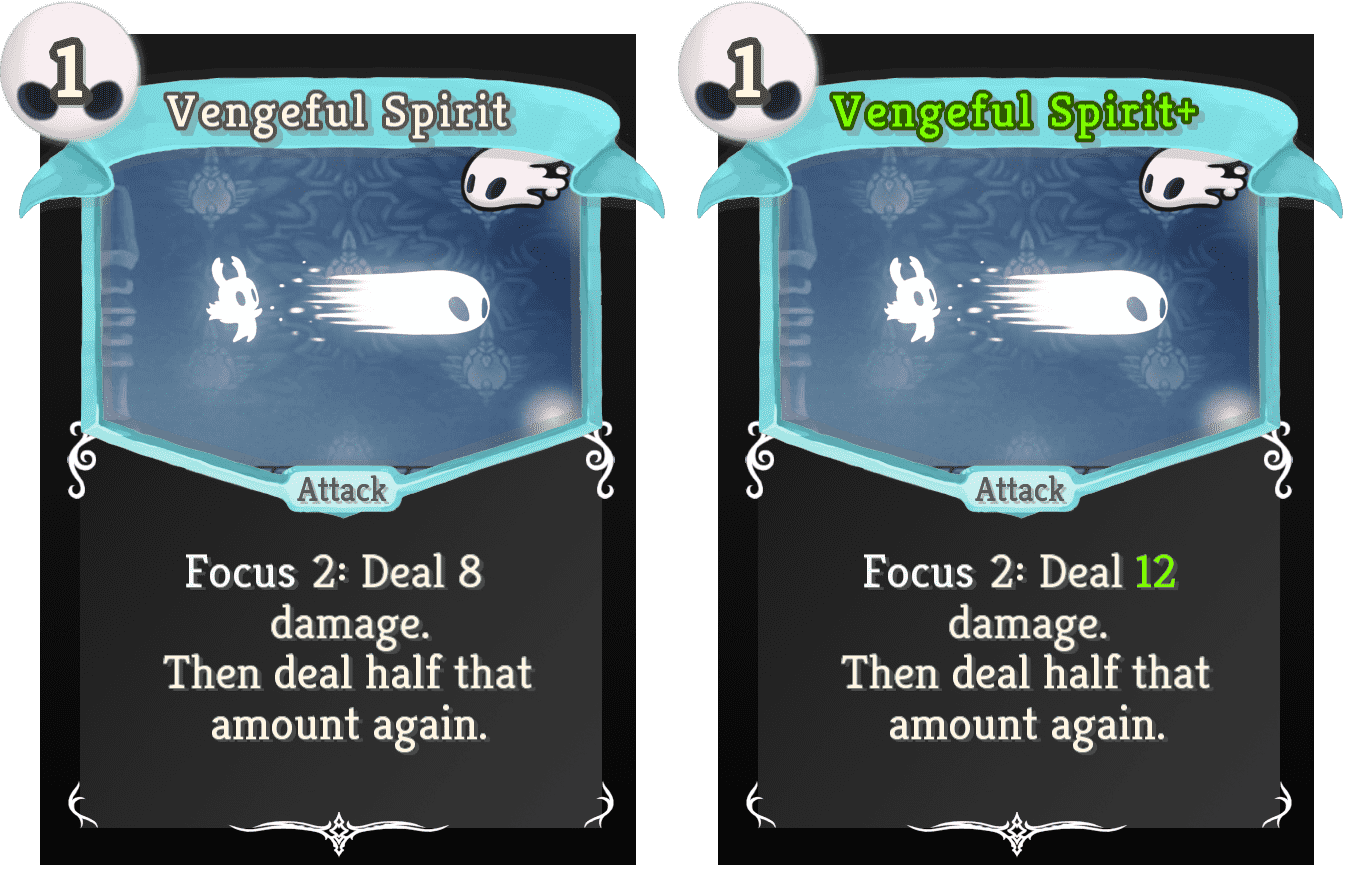 1
Vengeful Spirit
Attack
Focus 2: Deal 8
damage.
Then deal half that
amount again.
1
Vengeful Spirit+
Attack
Focus 2: Deal 12
damage.
Then deal half that
amount again.